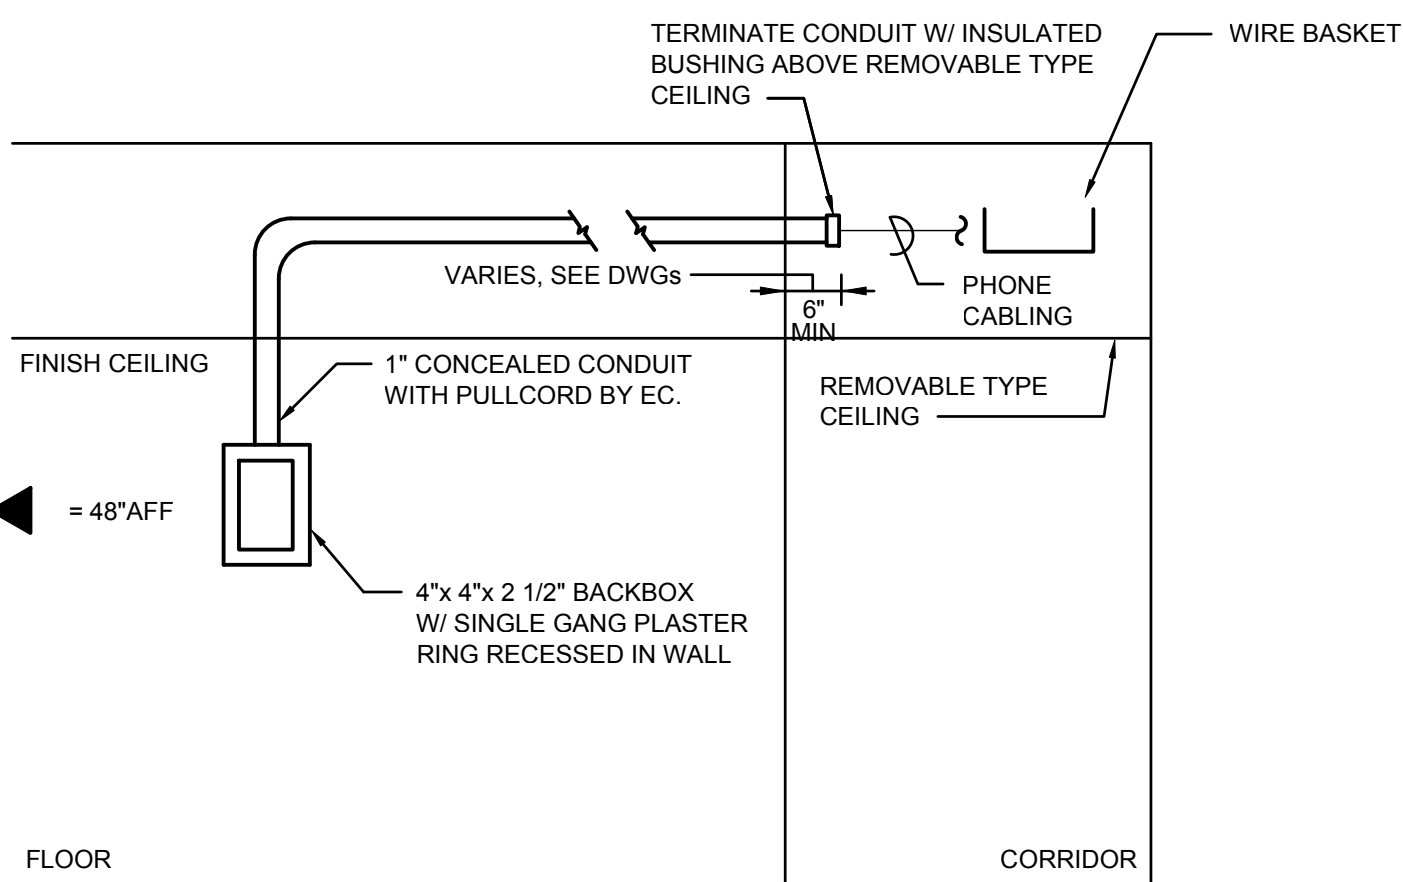 TERMINATE CONDUIT W/ INSULATED
BUSHING ABOVE REMOVABLE TYPE
CEILING
WIRE BASKET
VARIES, SEE DWGs
6"
MIN
PHONE
CABLING
FINISH CEILING
1" CONCEALED CONDUIT
WITH PULLCORD BY EC.
REMOVABLE TYPE
CEILING
= 48"AFF
4"x 4"x 2 1/2" BACKBOX
W/ SINGLE GANG PLASTER
RING RECESSED IN WALL
FLOOR
CORRIDOR